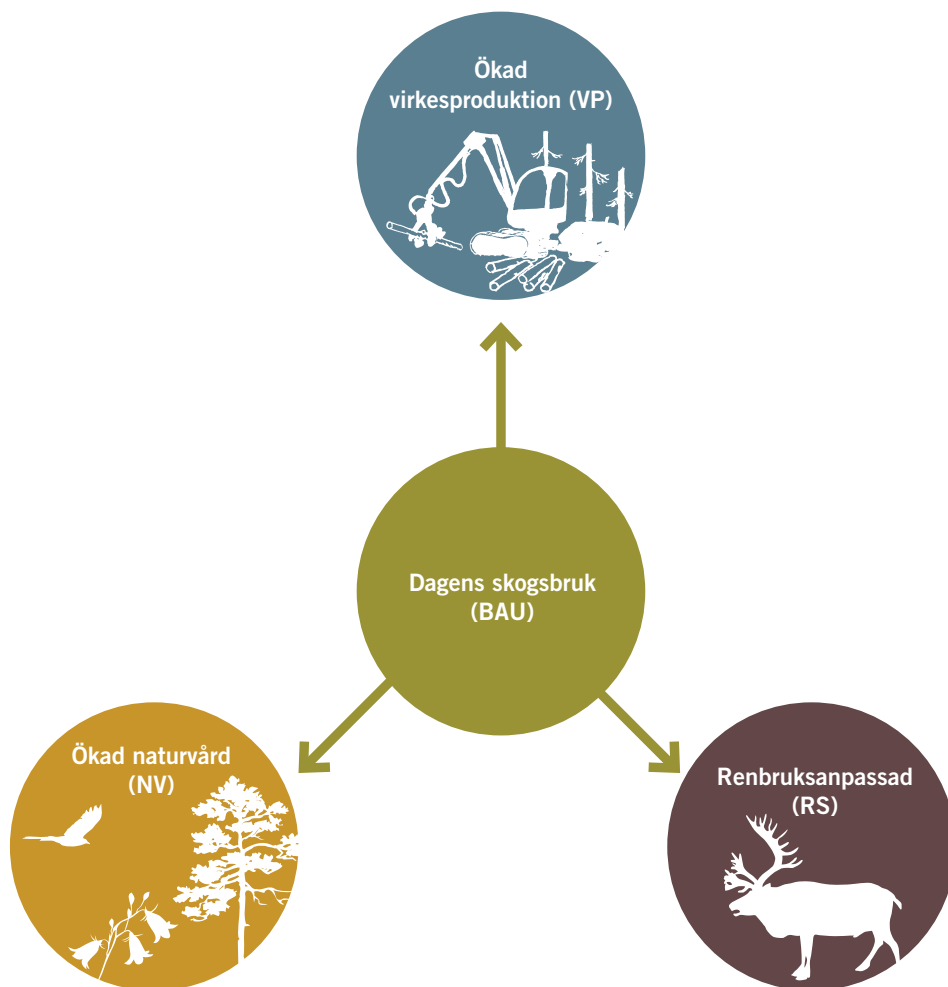 Ökad
virkesproduktion (VP)
Dagens skogsbruk
(BAU)
Ökad naturvård
(NV)
Renbruksanpassad
(RS)